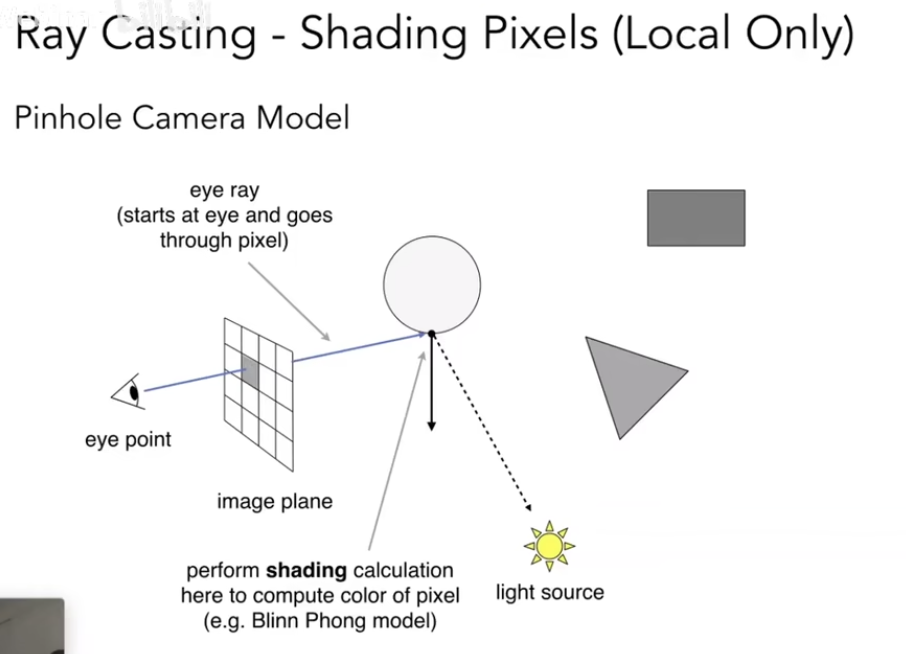 Ray Casting - Shading Pixels (Local Only)
Pinhole Camera Model
eye ray
(starts at eye and goes
through pixel)
eye point
image plane
perform shading calculation
here to compute color of pixel
(e.g. Blinn Phong model)
light source